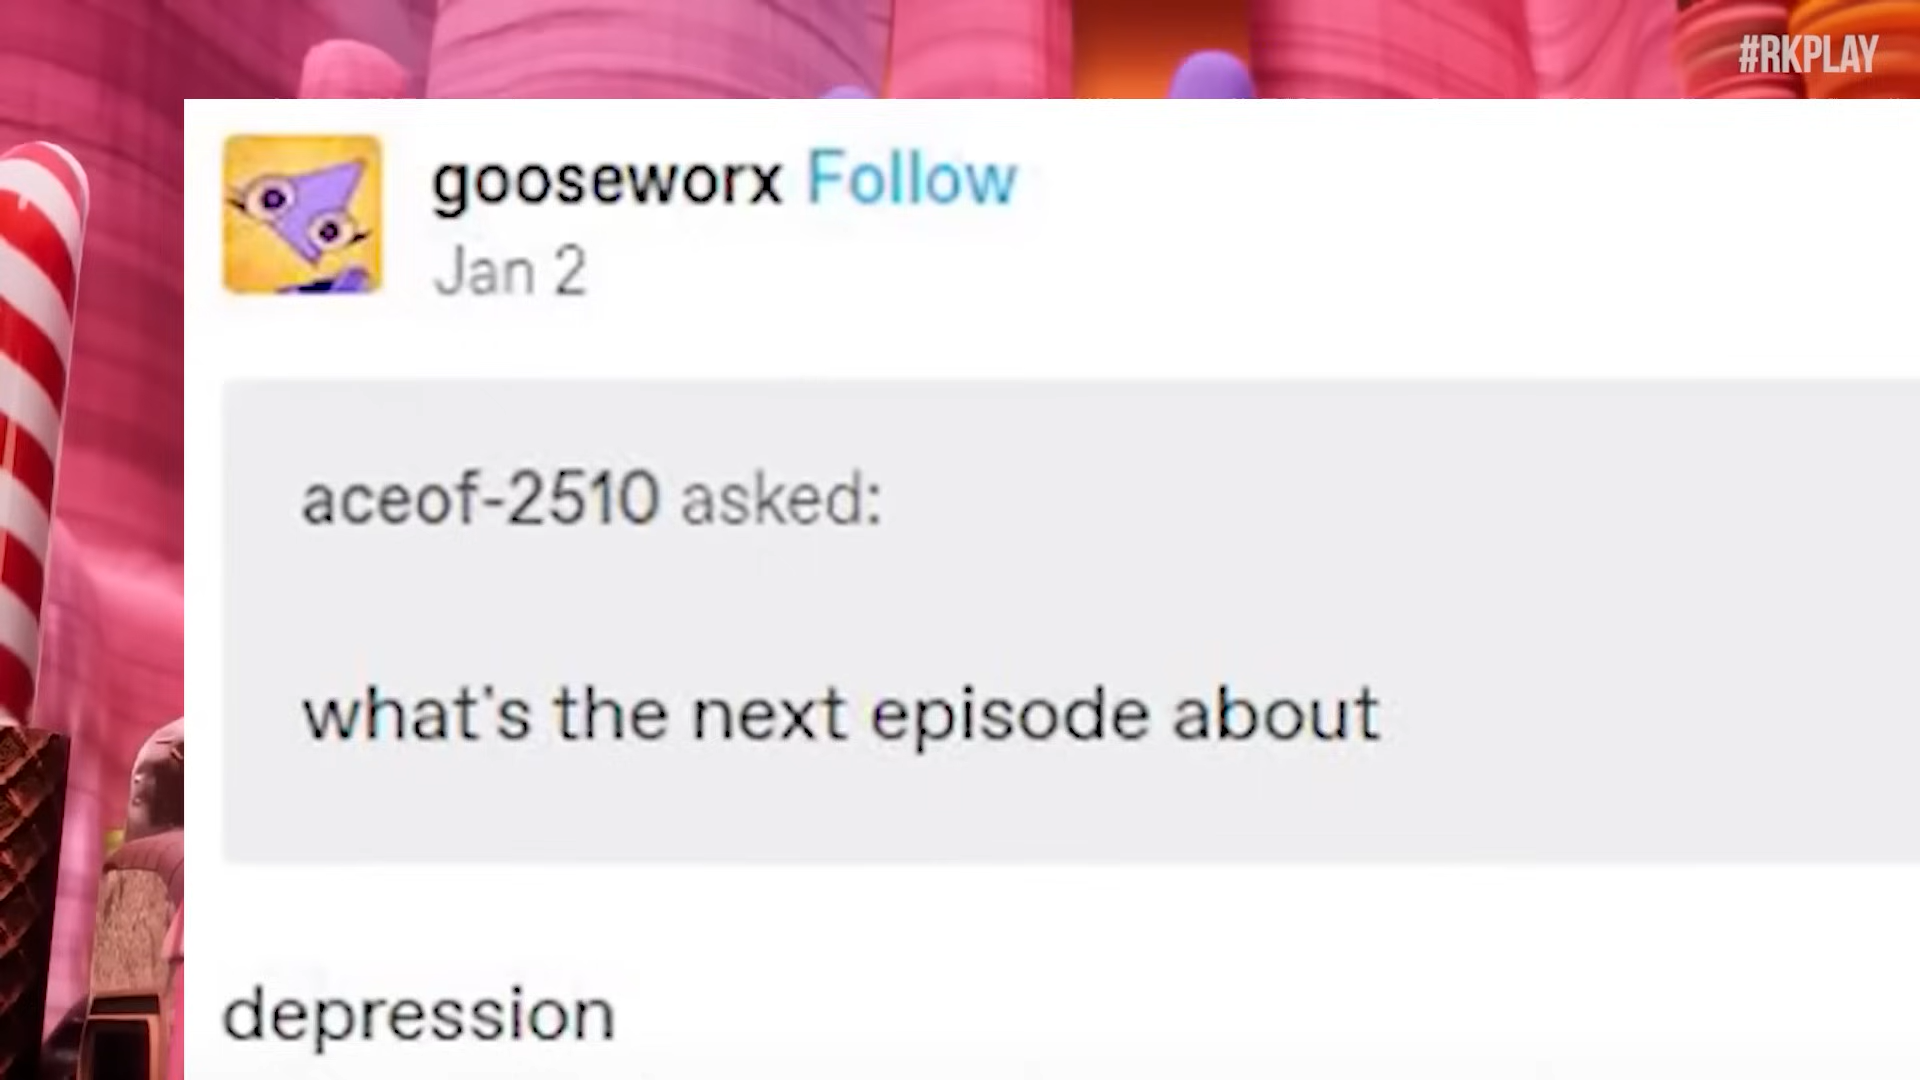 #RKPLAY
gooseworx Follow
Jan 2
aceof-2510 asked:
what's the next episode about
depression